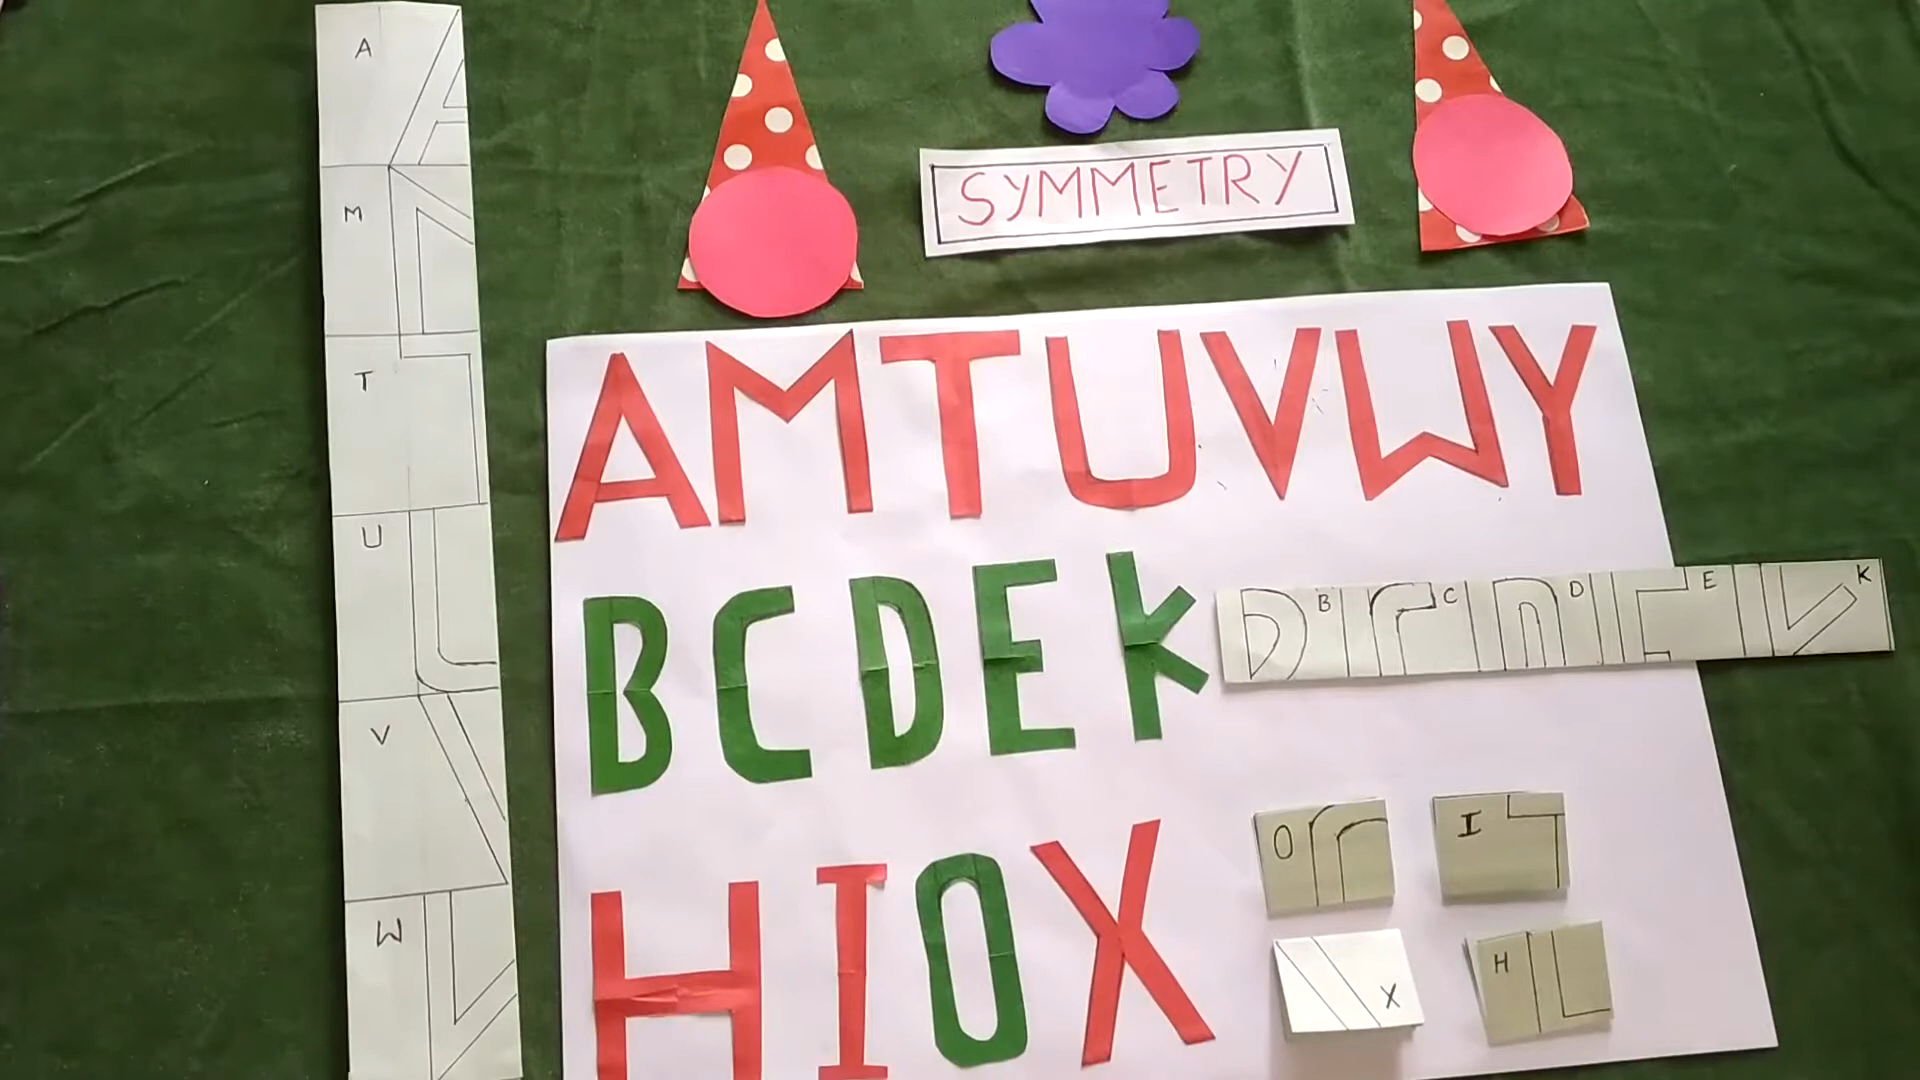 SYMMETRY
AMTUVWY
BCDEK
HIOX
A
M
T
U
V
W
B C D E K
O I
X H